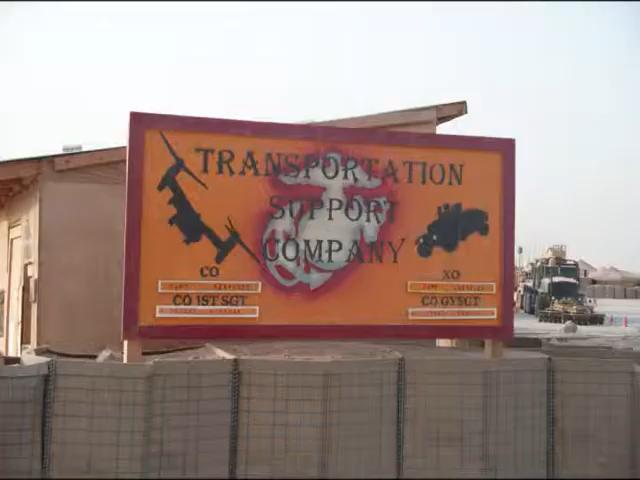 TRANSPORTATION
SUPPORT
COMPANY
CO
XO
CO 1ST SGT
CO GYSGT